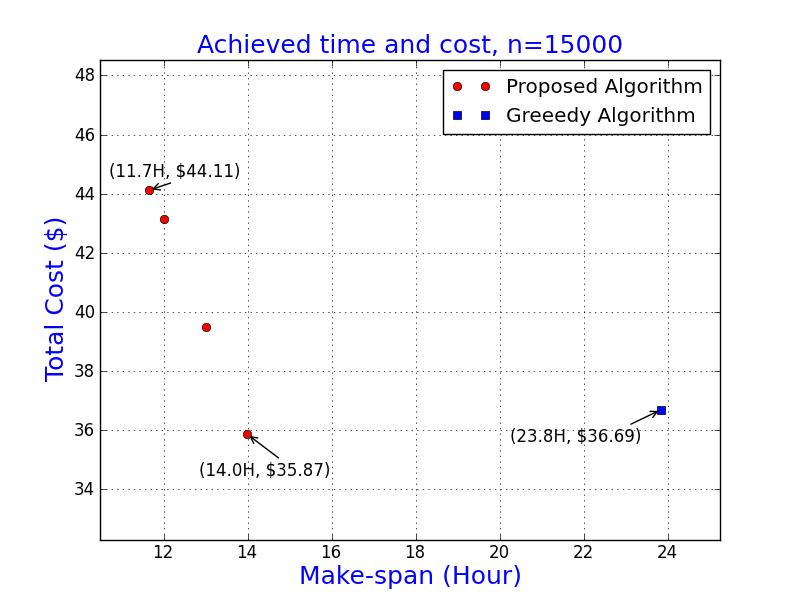 Achieved time and cost, n=15000
Proposed Algorithm
Greeedy Algorithm
48
46
44
42
40
38
36
34
(11.7H, $44.11)
(14.0H, $35.87)
(23.8H, $36.69)
12 14 16 18 20 22 24
Make-span (Hour)
Total Cost ($)